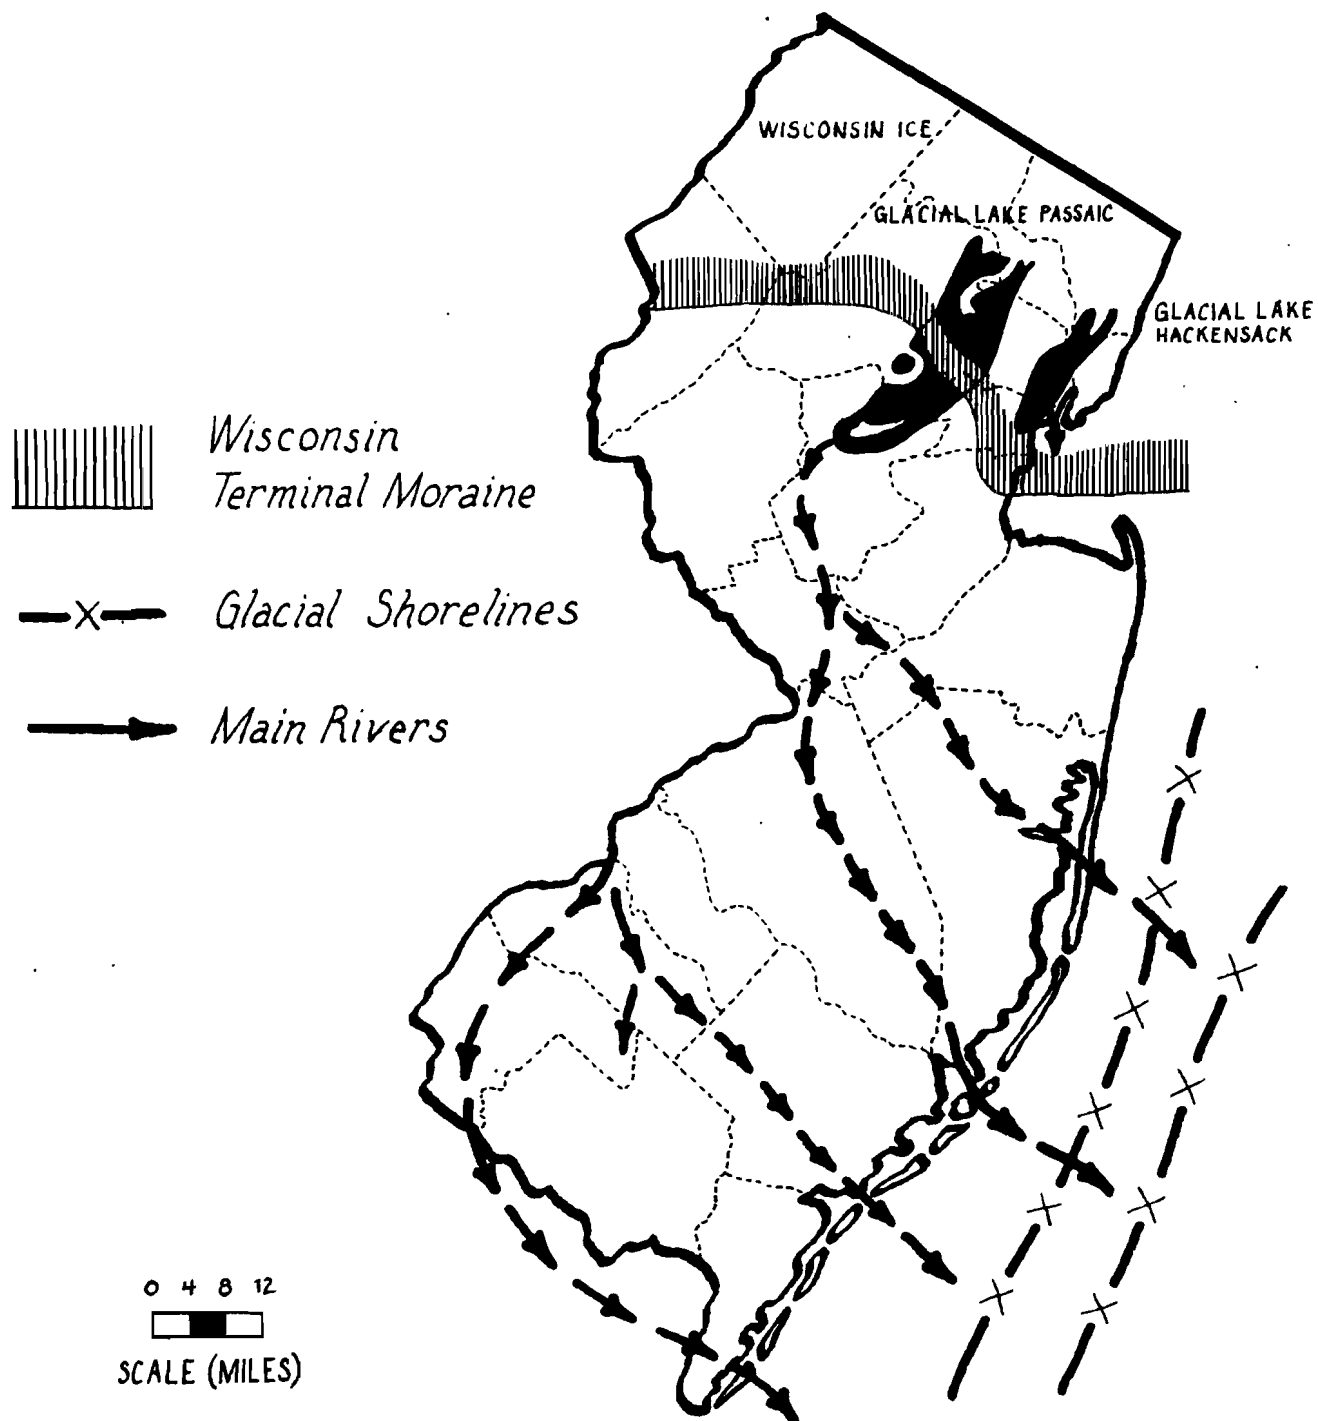 WISCONSIN ICE
GLACIAL LAKE PASSAIC
GLACIAL LAKE
HACKENSACK
Wisconsin
Terminal Moraine
Glacial Shorelines
Main Rivers
0 4 8 12
SCALE (MILES)